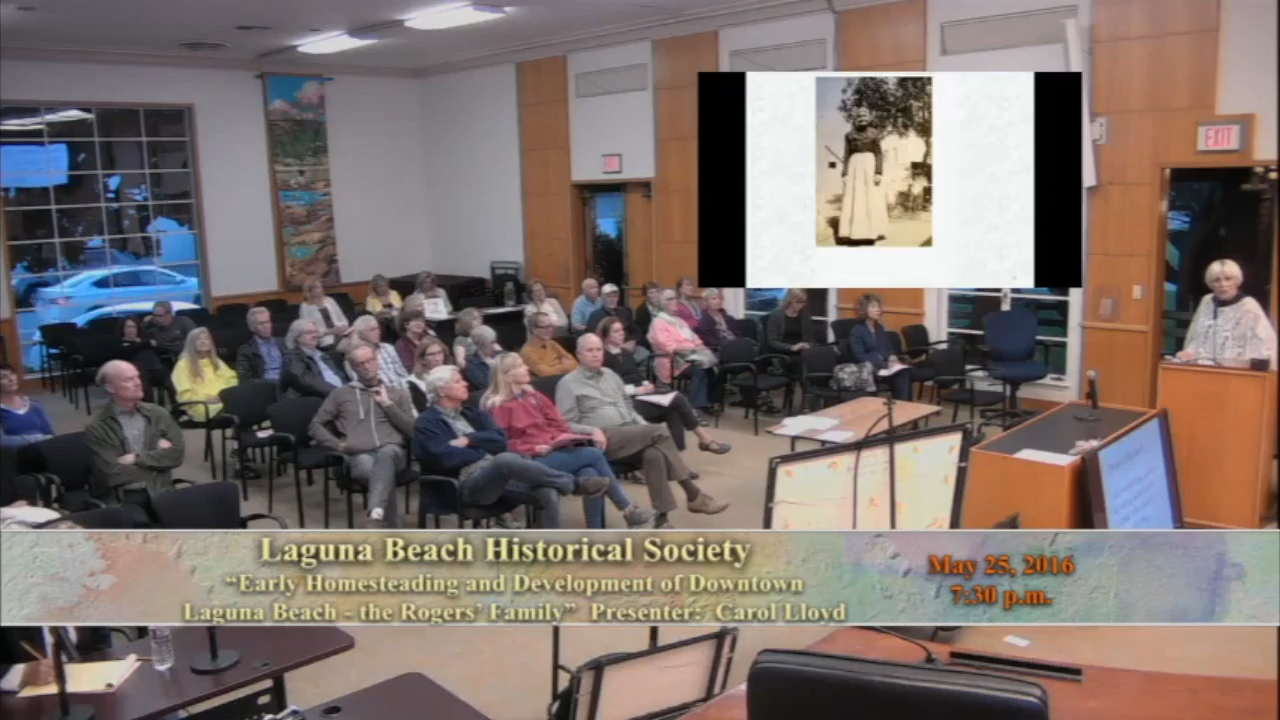 EXIT
Laguna Beach Historical Society
“Early Homesteading and Development of Downtown
Laguna Beach - the Rogers’ Family” Presenter: Carol Lloyd
May 25, 2016
7:30 p.m.